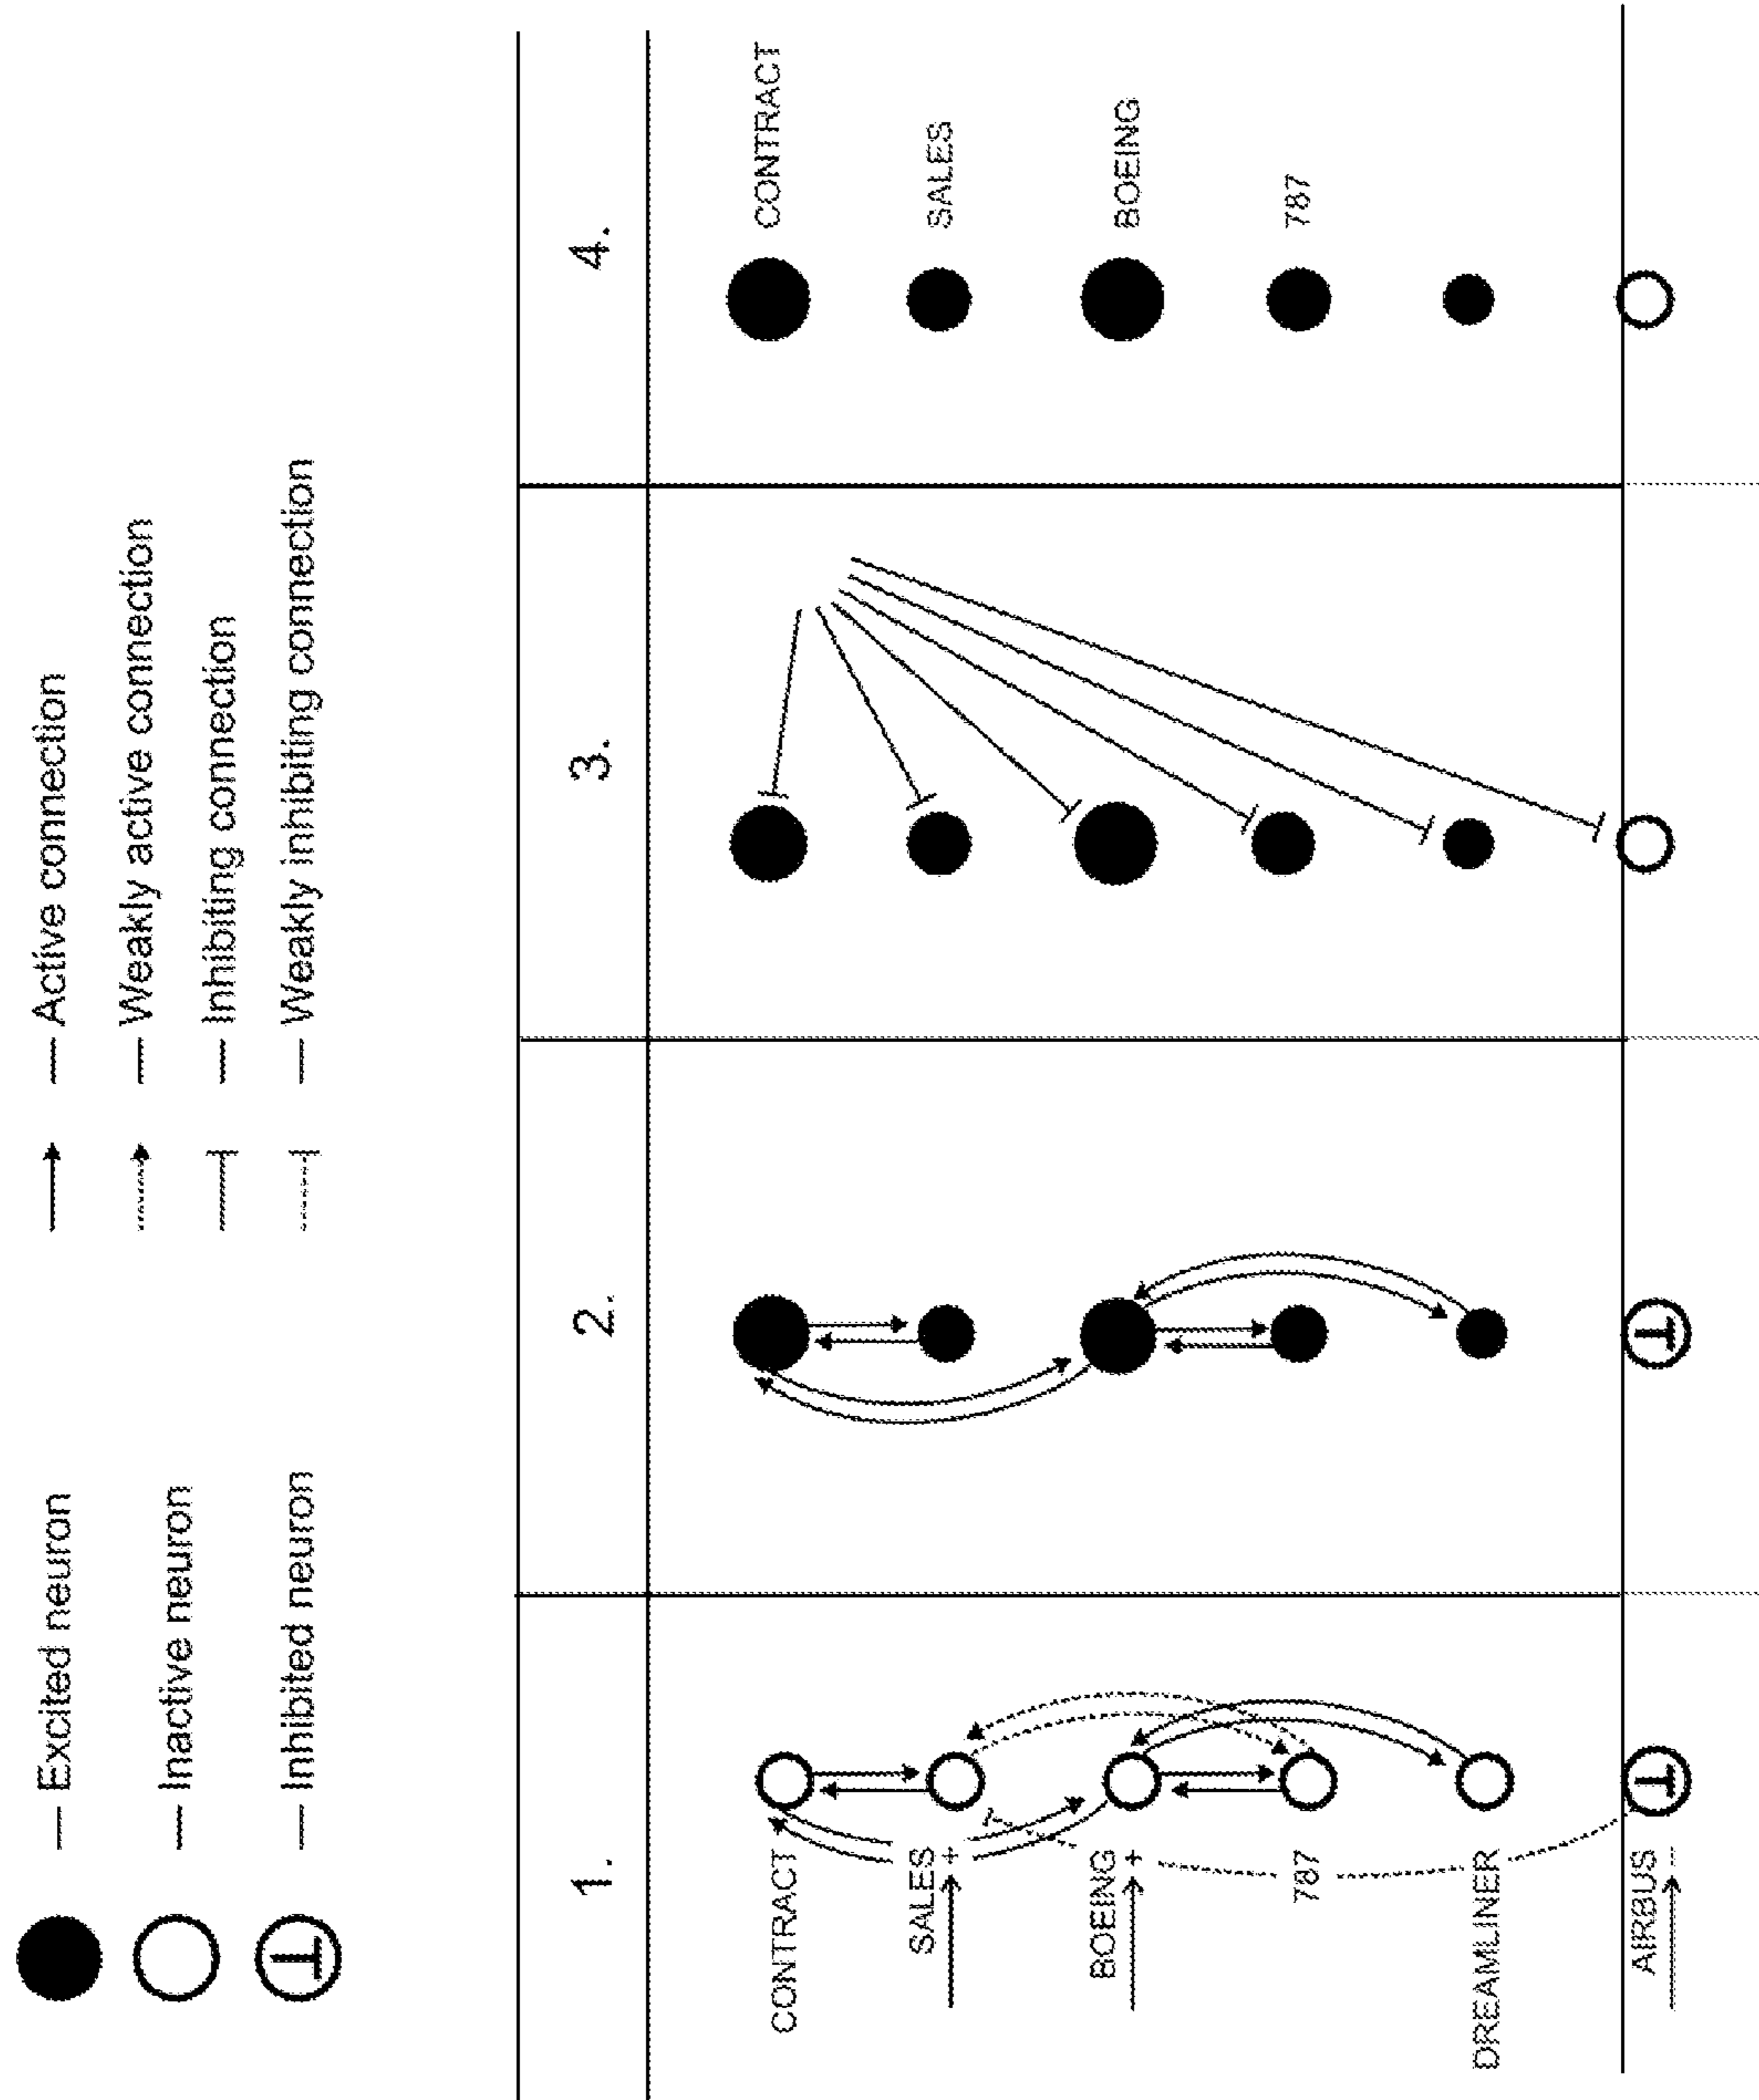 — Excited neuron
— Inactive neuron
T — Inhibited neuron
— Active connection
— Weakly active connection
— Inhibiting connection
— Weakly inhibiting connection
1. 2. 3. 4.
CONTRACT
SALES +
BOEING +
787
DREAMLINER
AIRBUS –
T
T
CONTRACT
SALES
BOEING
787